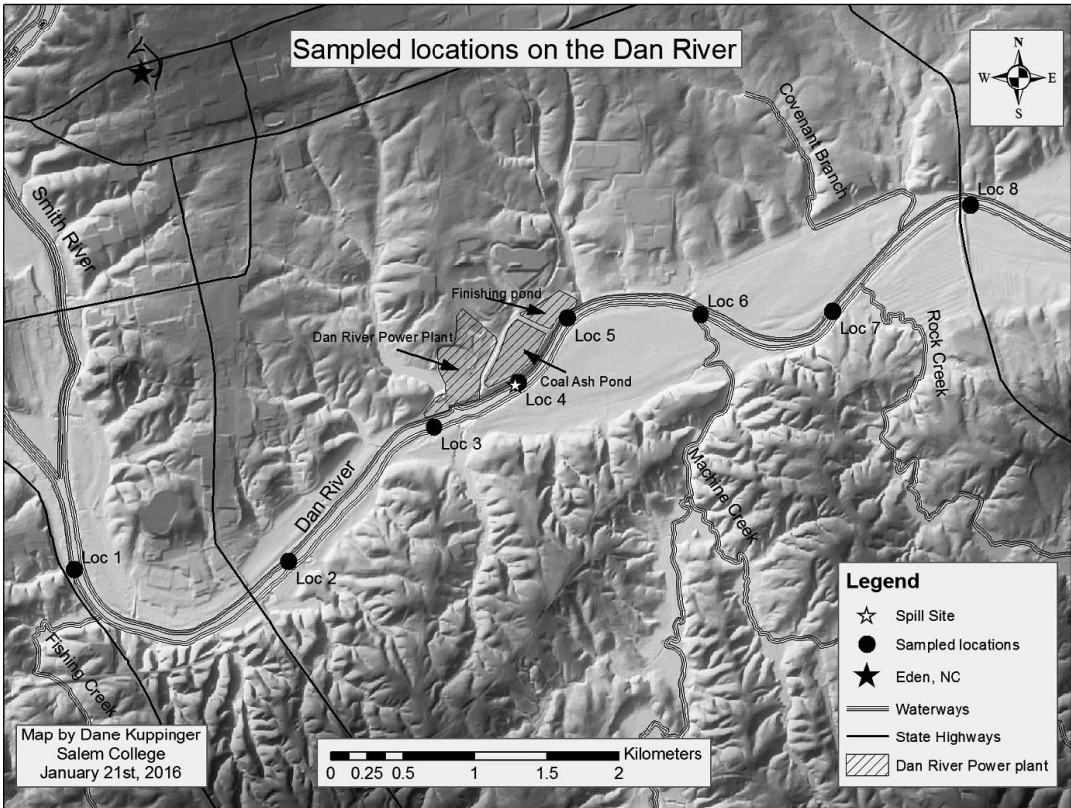 Sampled locations on the Dan River
N
W
E
S
Covenant Branch
Smith River
Loc 8
Finishing pond
Loc 6
Dan River Power Plant
Loc 5
Loc 7
Rock Creek
Coal Ash Pond
Loc 4
Loc 3
Dan River
Machine Creek
Loc 1
Loc 2
Fishing Creek
Legend
Spill Site
Sampled locations
Eden, NC
Waterways
State Highways
Dan River Power plant
Map by Dane Kuppinger
Salem College
January 21st, 2016
Kilometers
0 0.25 0.5 1 1.5 2